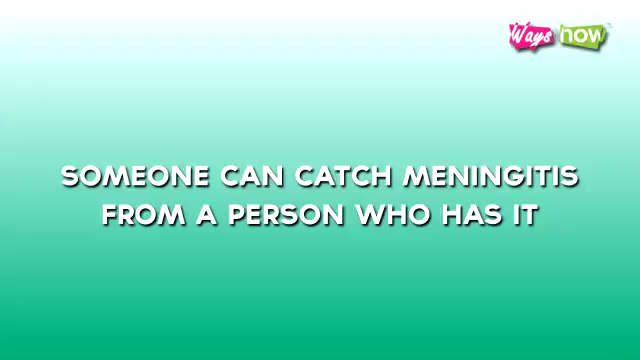 Ways now
SOMEONE CAN CATCH MENINGITIS
FROM A PERSON WHO HAS IT